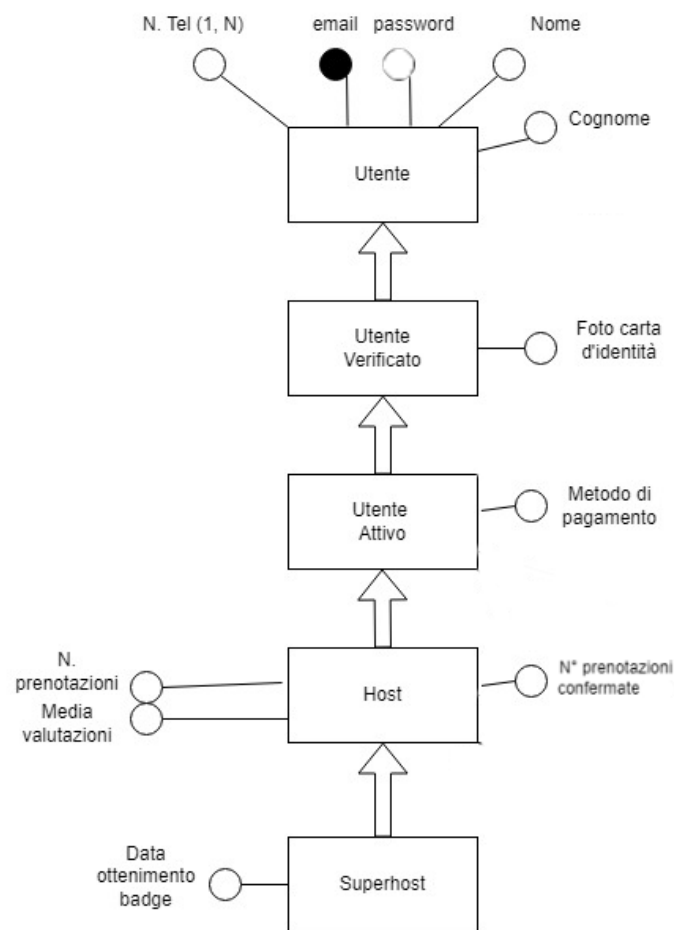 N. Tel (1, N)
email
password
Nome
Cognome
Utente
Utente
Verificato
Foto carta
d'identità
Utente
Attivo
Metodo di
pagamento
N.
prenotazioni
Media
valutazioni
Host
N° prenotazioni
confermate
Data
ottenimento
badge
Superhost